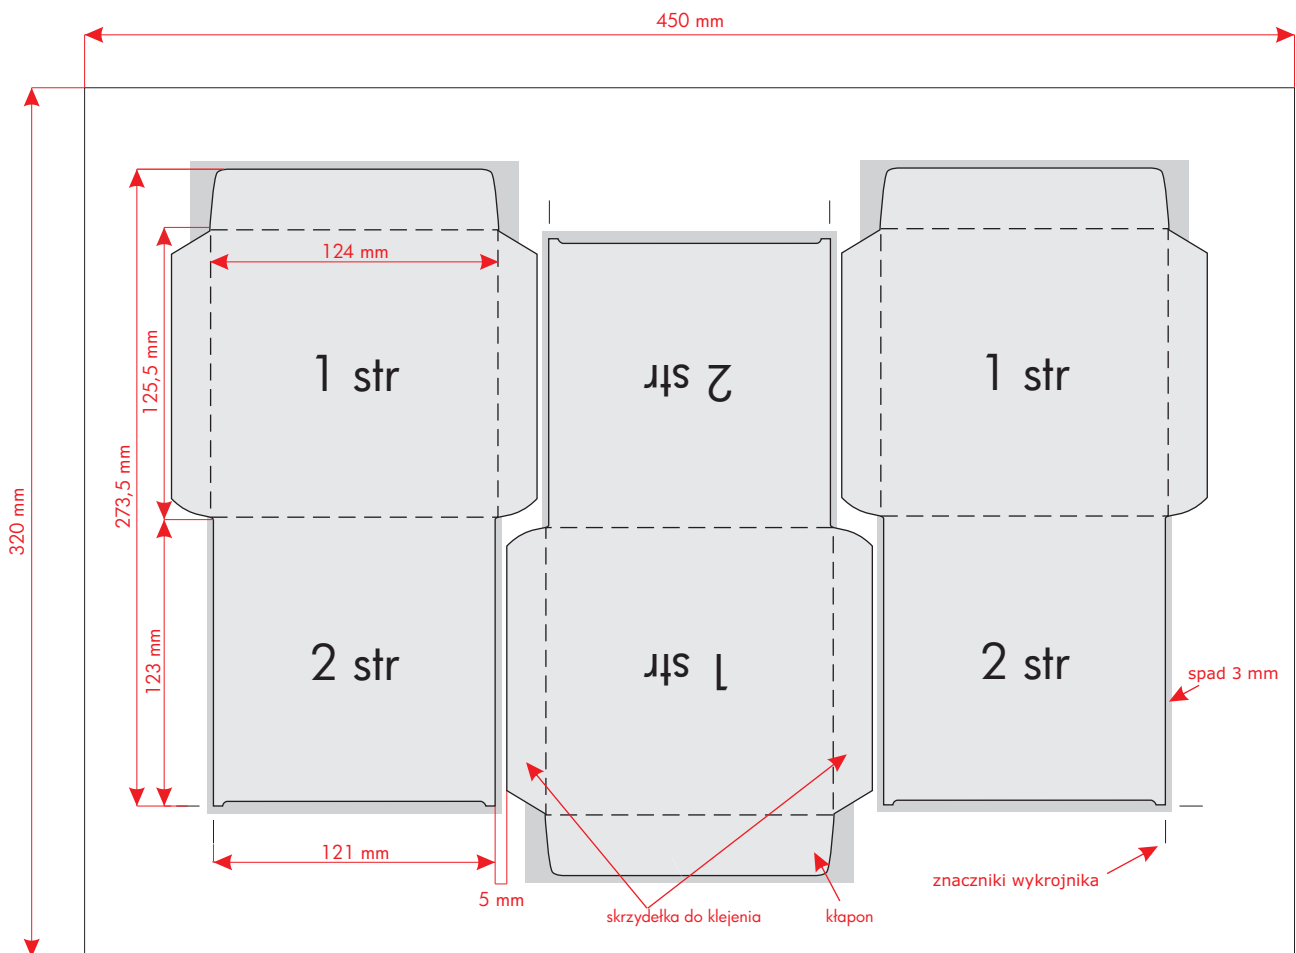 450 mm
124 mm
1 str
2 str
1 str
125,5 mm
273,5 mm
320 mm
123 mm
2 str
1 str
2 str
spad 3 mm
121 mm
5 mm
skrzydełka do klejenia
kłapon
znaczniki wykrojnika